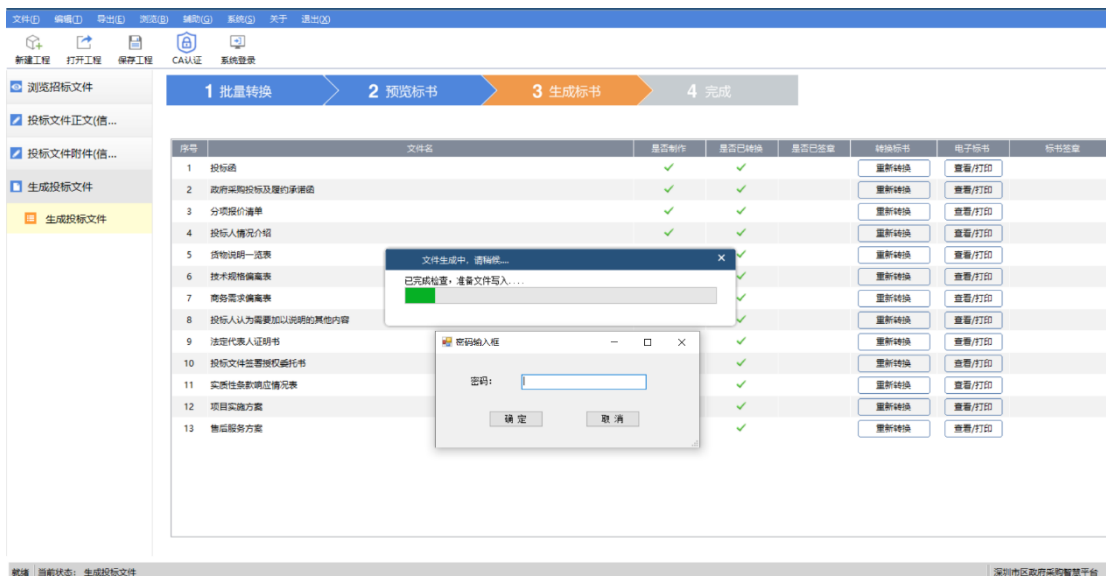 文件(F) 编辑(I) 导出(E) 浏览(B) 辅助(G) 系统(S) 关于 退出(X)
新建工程 打开工程 保存工程 CA认证 系统登录
浏览招标文件
投标文件正文(信...
投标文件附件(信...
生成投标文件
生成投标文件
1 批量转换 2 预览标书 3 生成标书 4 完成
序号 文件名 是否制作 是否已转换 是否已签章 转换标书 电子标书 标书签章
1 投标函 重新转换 查看/打印
2 政府采购投标及履约承诺函 重新转换 查看/打印
3 分项报价清单 重新转换 查看/打印
4 投标人情况介绍 重新转换 查看/打印
5 货物说明一览表 重新转换 查看/打印
6 技术规格偏离表 重新转换 查看/打印
7 商务需求偏离表 重新转换 查看/打印
8 投标人认为需要加以说明的其他内容 重新转换 查看/打印
9 法定代表人证明书 重新转换 查看/打印
10 投标文件签署授权委托书 重新转换 查看/打印
11 实质性条款响应情况表 重新转换 查看/打印
12 项目实施方案 重新转换 查看/打印
13 售后服务方案 重新转换 查看/打印
文件生成中，请稍候....
已完成检查，准备文件写入....
密码输入框
密码：
确 定 取 消
就绪 当前状态： 生成投标文件 深圳市区政府采购智慧平台